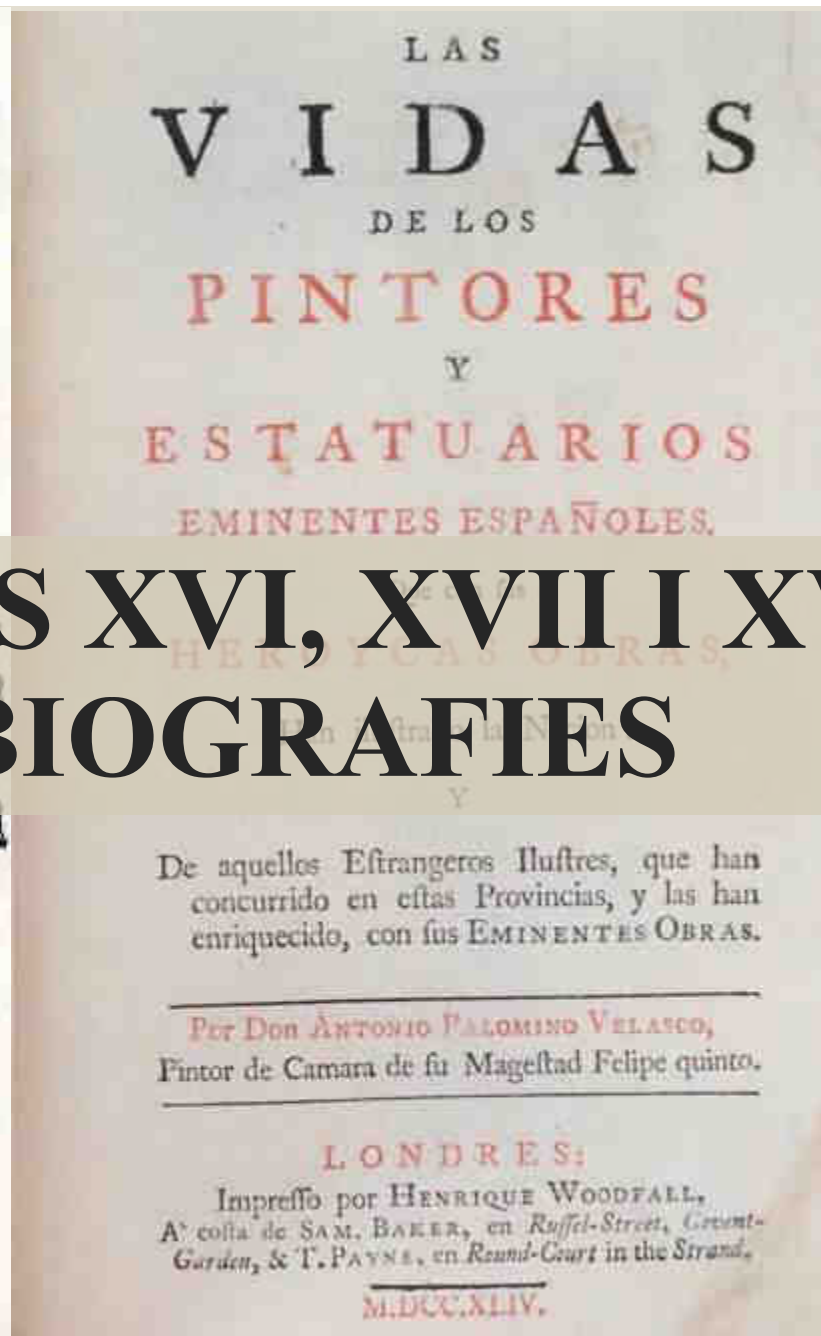 LAS
VIDAS
DE LOS
PINTORES
Y
ESTATUARIOS
EMINENTES ESPAÑOLES.
S XVI, XVII I XV
HEROYCAS OBRAS,
BIOGRAFIES
Y
De aquellos Eſtrangeros Iluſtres, que han
concurrido en eſtas Provincias, y las han
enriquecido, con ſus EMINENTES OBRAS.
Por Don ANTONIO PALOMINO VELASCO,
Pintor de Camara de ſu Mageſtad Felipe quinto.
LONDRES:
Impreſſo por HENRIQUE WOODFALL,
A' coſta de SAM. BAKER, en Ruſſel-Street, Covent-
Garden, & T. PAYNE, en Round-Court in the Strand.
M.DCC.XLIV.